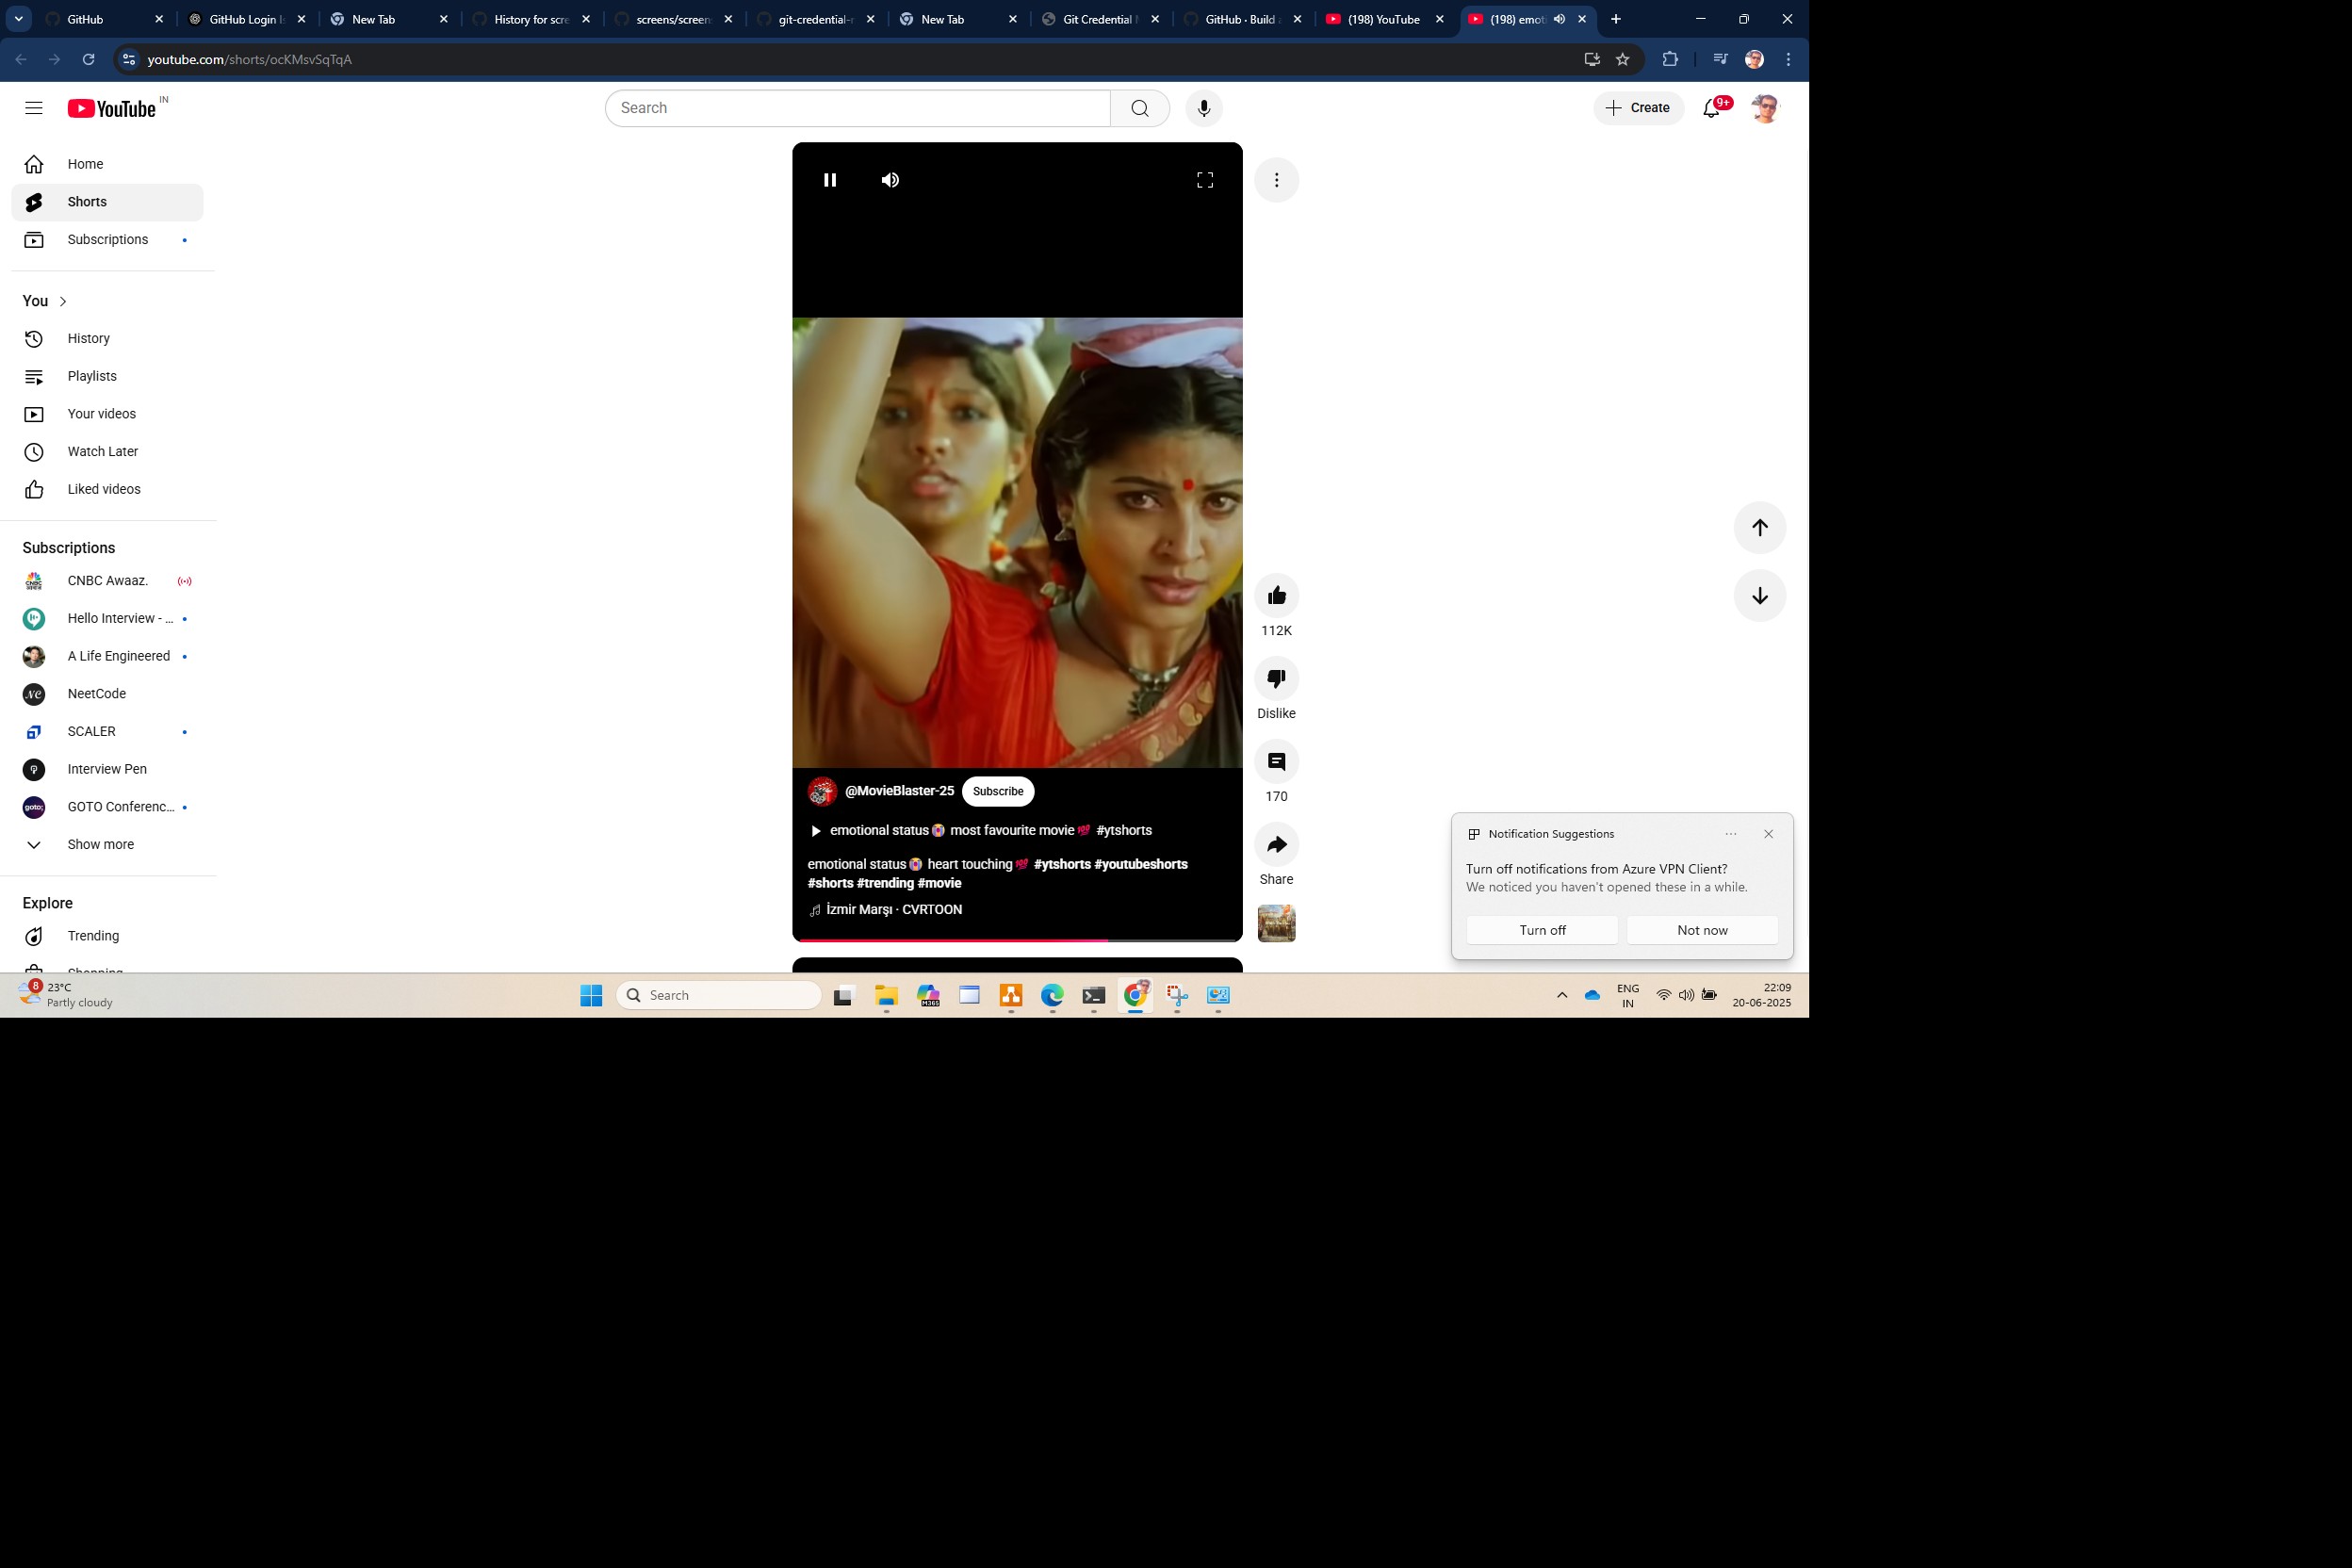 GitHub
GitHub Login
New Tab
History for scre
screens/screen
git-credential-
New Tab
Git Credential
GitHub · Build
(198) YouTube
(198) emot
youtube.com/shorts/ocKMsvSqTqA
YouTube IN
Search
Create
9+
Home
Shorts
Subscriptions
You
History
Playlists
Your videos
Watch Later
Liked videos
Subscriptions
CNBC Awaaz.
Hello Interview - ...
A Life Engineered
NeetCode
SCALER
Interview Pen
GOTO Conferenc...
Show more
Explore
Trending
Shopping
@MovieBlaster-25 Subscribe
emotional status😭 most favourite movie💯 #ytshorts
emotional status😭 heart touching💯 #ytshorts #youtubeshorts
#shorts #trending #movie
İzmir Marşı · CVRTOON
112K
Dislike
170
Share
Notification Suggestions
Turn off notifications from Azure VPN Client?
We noticed you haven't opened these in a while.
Turn off
Not now
8
23°C
Partly cloudy
Search
M365
ENG
IN
22:09
20-06-2025